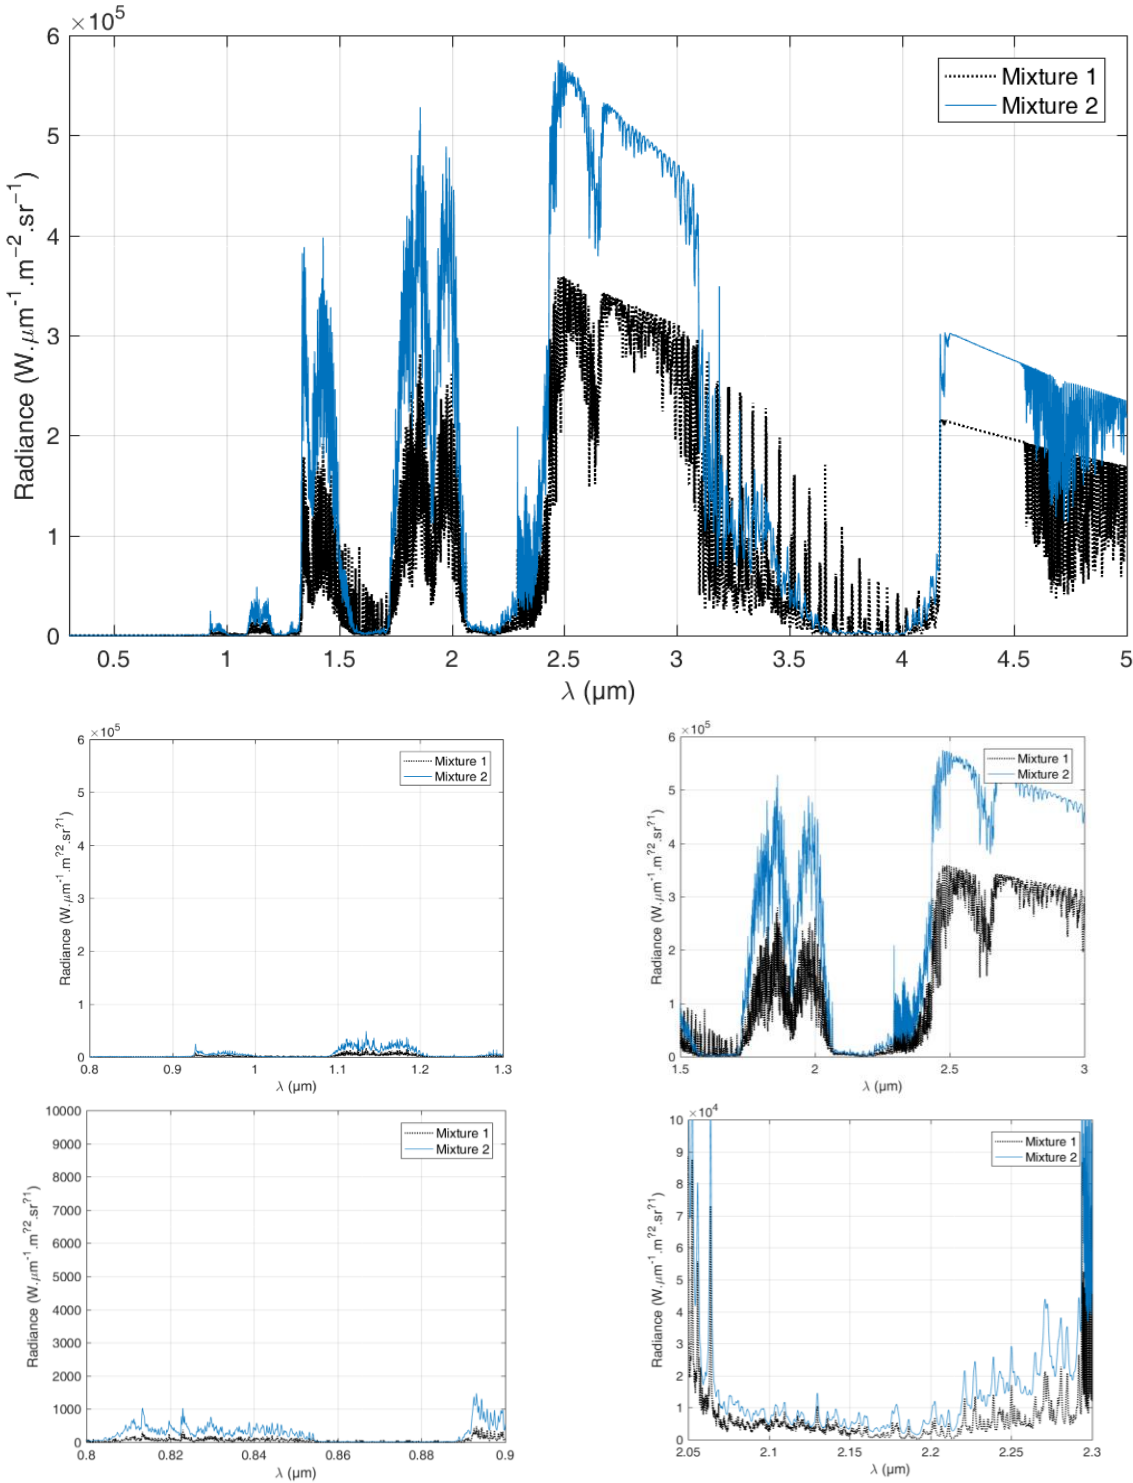 ×10⁵
6
5
4
3
2
1
0
Radiance (W.μm⁻¹.m⁻².sr⁻¹)
Mixture 1
Mixture 2
0.5 1 1.5 2 2.5 3 3.5 4 4.5 5
λ (µm)
×10⁵
6
5
4
3
2
1
0
Radiance (W.μm⁻¹.m?2.sr?1)
Mixture 1
Mixture 2
0.8 0.9 1 1.1 1.2 1.3
λ (µm)
×10⁵
6
5
4
3
2
1
0
Radiance (W.μm⁻¹.m?2.sr?1)
Mixture 1
Mixture 2
1.5 2 2.5 3
λ (µm)
10000
9000
8000
7000
6000
5000
4000
3000
2000
1000
0
Radiance (W.μm⁻¹.m?2.sr?1)
Mixture 1
Mixture 2
0.8 0.82 0.84 0.86 0.88 0.9
λ (µm)
×10⁴
10
9
8
7
6
5
4
3
2
1
0
Radiance (W.μm⁻¹.m?2.sr?1)
Mixture 1
Mixture 2
2.05 2.1 2.15 2.2 2.25 2.3
λ (µm)